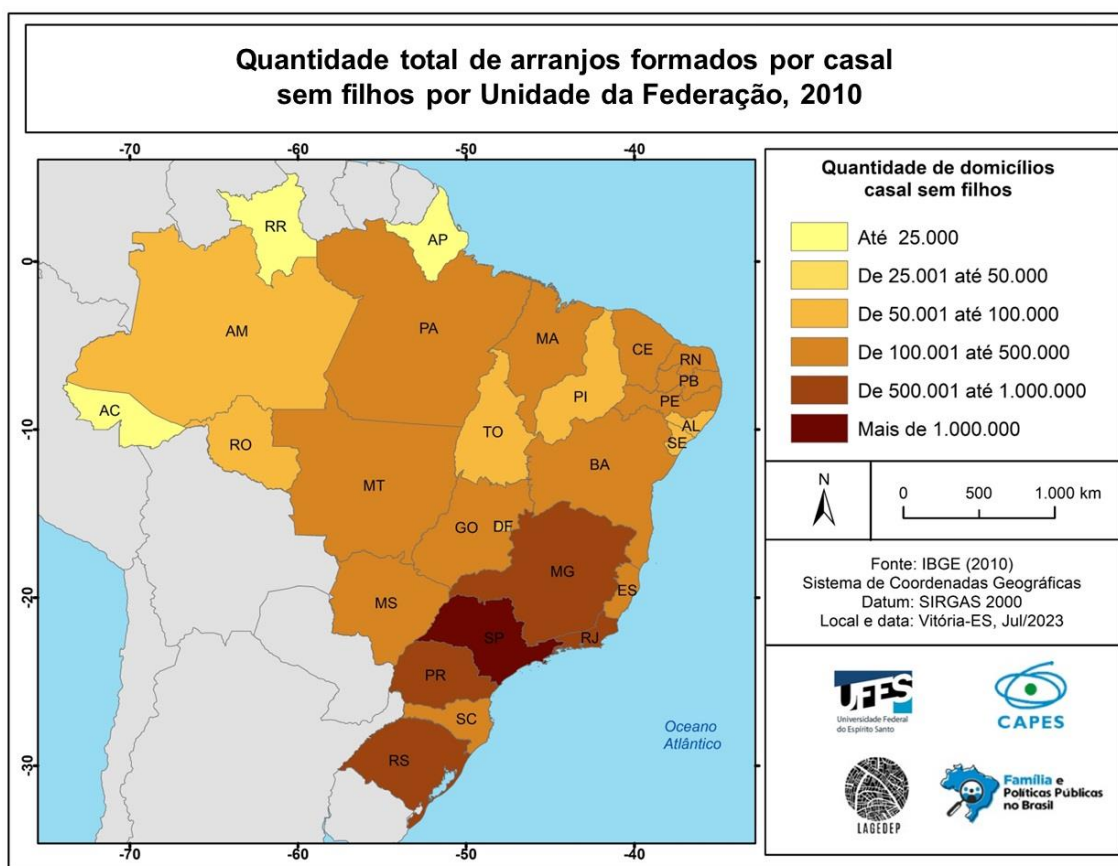 Quantidade total de arranjos formados por casal
sem filhos por Unidade da Federação, 2010
-70 -60 -50 -40
0
-10
-20
-30
RR
AP
AM
PA
MA
CE
RN
PB
PE
PI
AL
SE
AC
RO
TO
BA
MT
GO
DF
MG
ES
MS
SP
RJ
PR
SC
RS
Oceano
Atlântico
-70 -60 -50 -40
Quantidade de domicílios
casal sem filhos
Até 25.000
De 25.001 até 50.000
De 50.001 até 100.000
De 100.001 até 500.000
De 500.001 até 1.000.000
Mais de 1.000.000
N
0 500 1.000 km
Fonte: IBGE (2010)
Sistema de Coordenadas Geográficas
Datum: SIRGAS 2000
Local e data: Vitória-ES, Jul/2023
UFES
Universidade Federal
do Espírito Santo
CAPES
LAGEDEP
Família e
Políticas Públicas
no Brasil